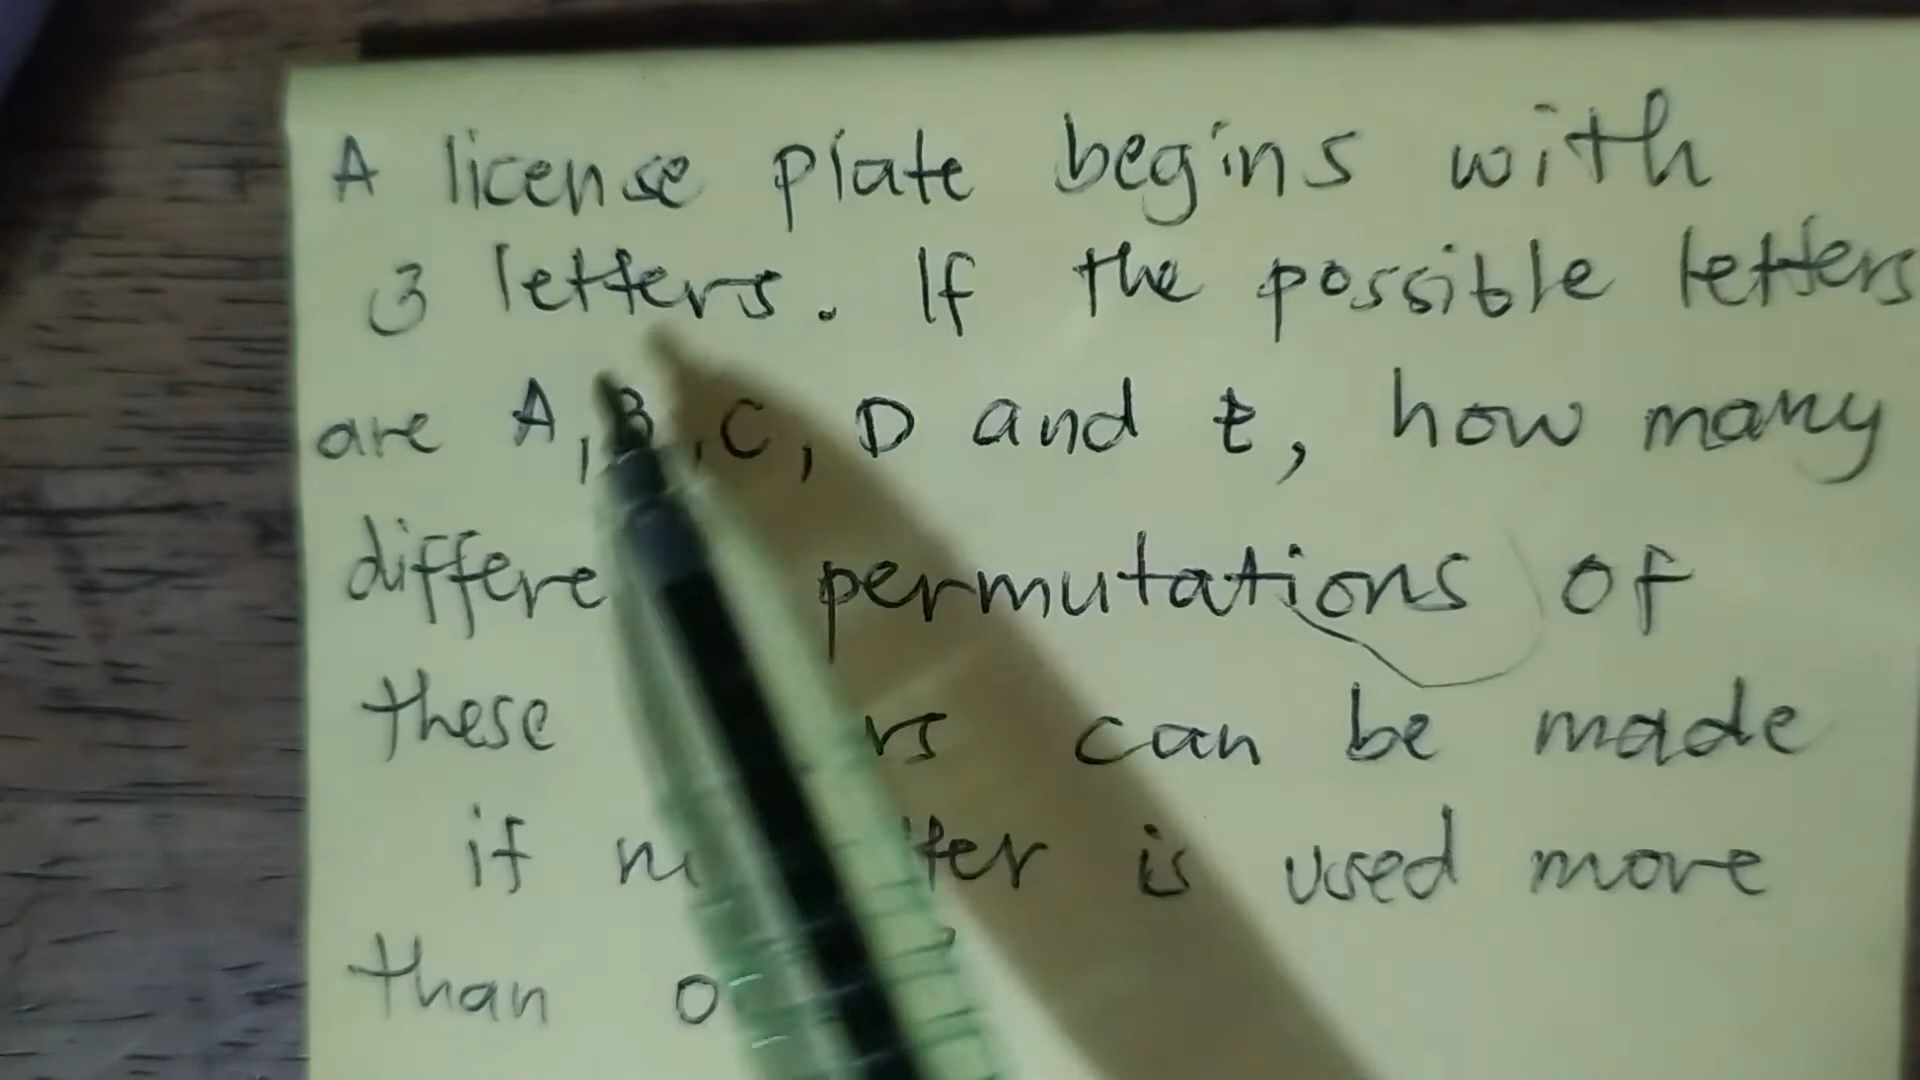 A license plate begins with
3 letters. If the possible letters
are A, B, C, D and E, how many
differe permutations of
these rs can be made
if is used more
than